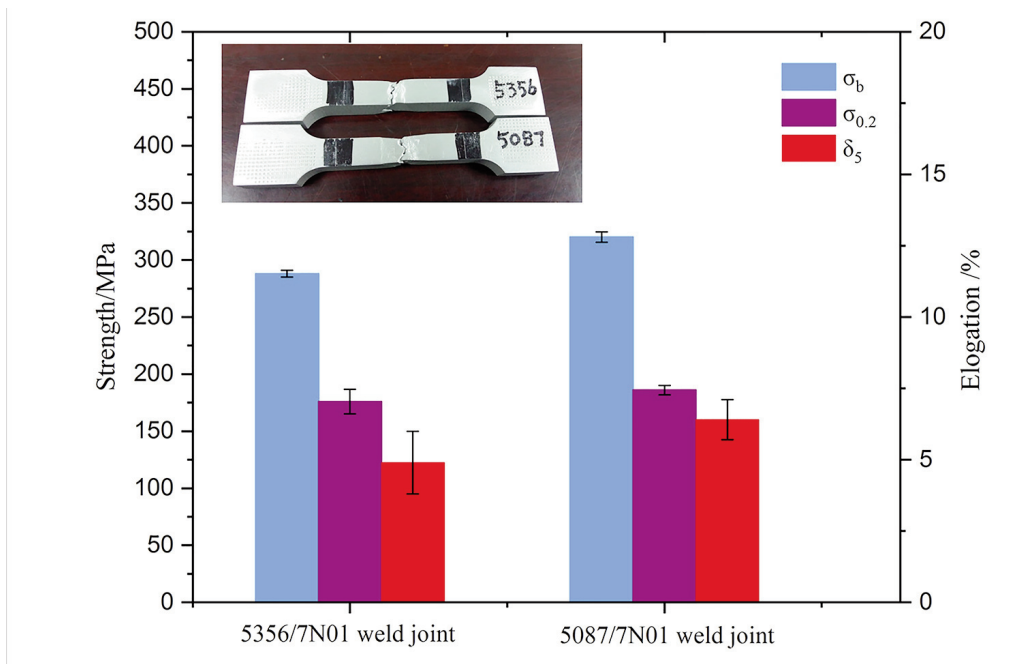 500
450
400
350
300
250
200
150
100
50
0
Strength/MPa
5356
5087
σb
σ0.2
δ5
20
15
10
5
0
Elogation /%
5356/7N01 weld joint
5087/7N01 weld joint